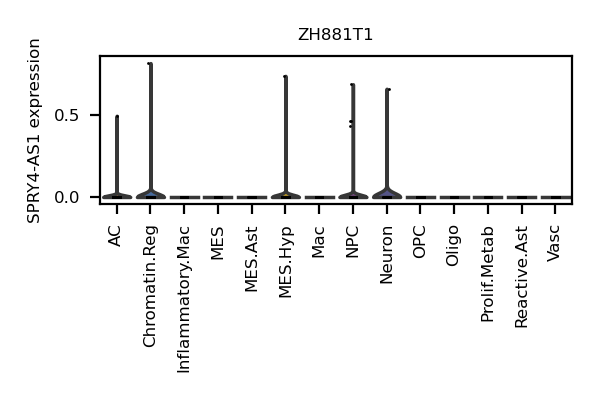 ZH881T1
SPRY4-AS1 expression
0.5
0.0
AC
Chromatin.Reg
Inflammatory.Mac
MES
MES.Ast
MES.Hyp
Mac
NPC
Neuron
OPC
Oligo
Prolif.Metab
Reactive.Ast
Vasc